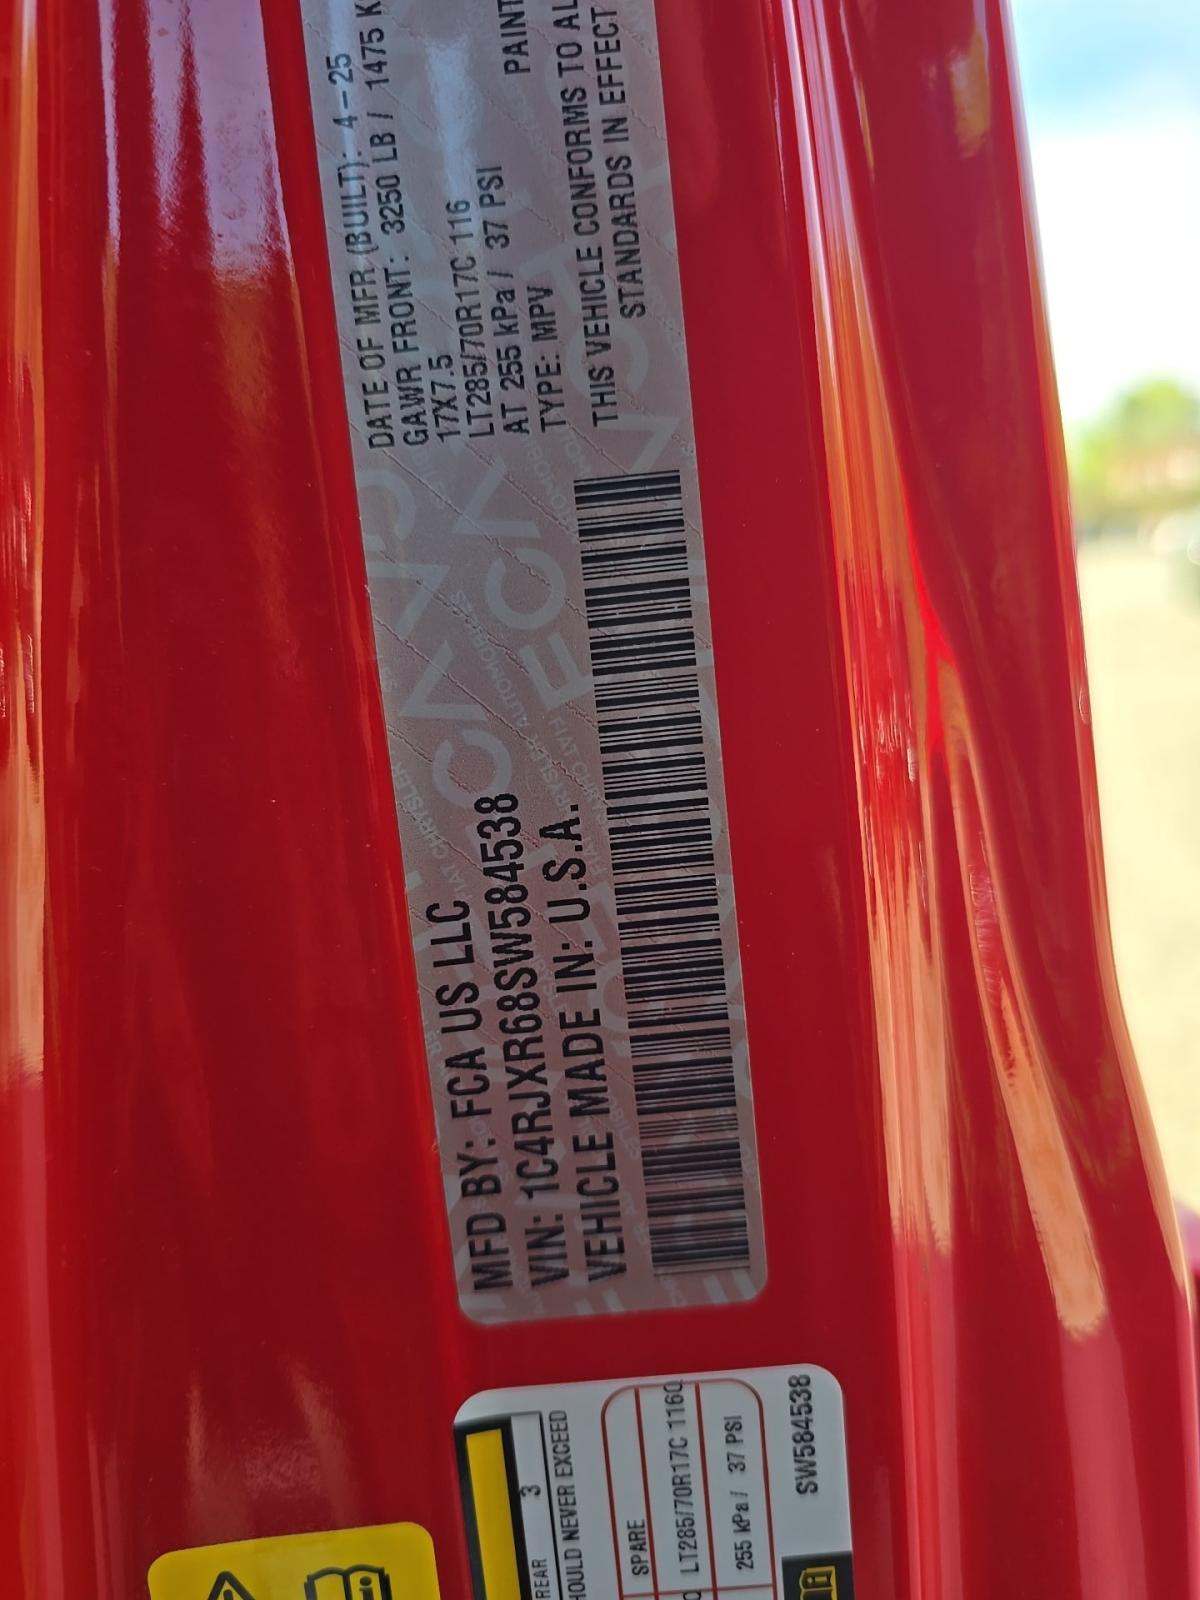 MFD BY: FCA US LLC
VIN: 1C4RJXR68SW584538
VEHICLE MADE IN: U.S.A.
DATE OF MFR (BUILT): 4-25
GAWR FRONT: 3250 LB / 1475 K
17X7.5
LT285/70R17C 116
AT 255 kPa / 37 PSI
TYPE: MPV PAINT
THIS VEHICLE CONFORMS TO AL
STANDARDS IN EFFECT
REAR 3
HOULD NEVER EXCEED
SPARE
Q LT285/70R17C 116Q
255 kPa / 37 PSI
SW584538